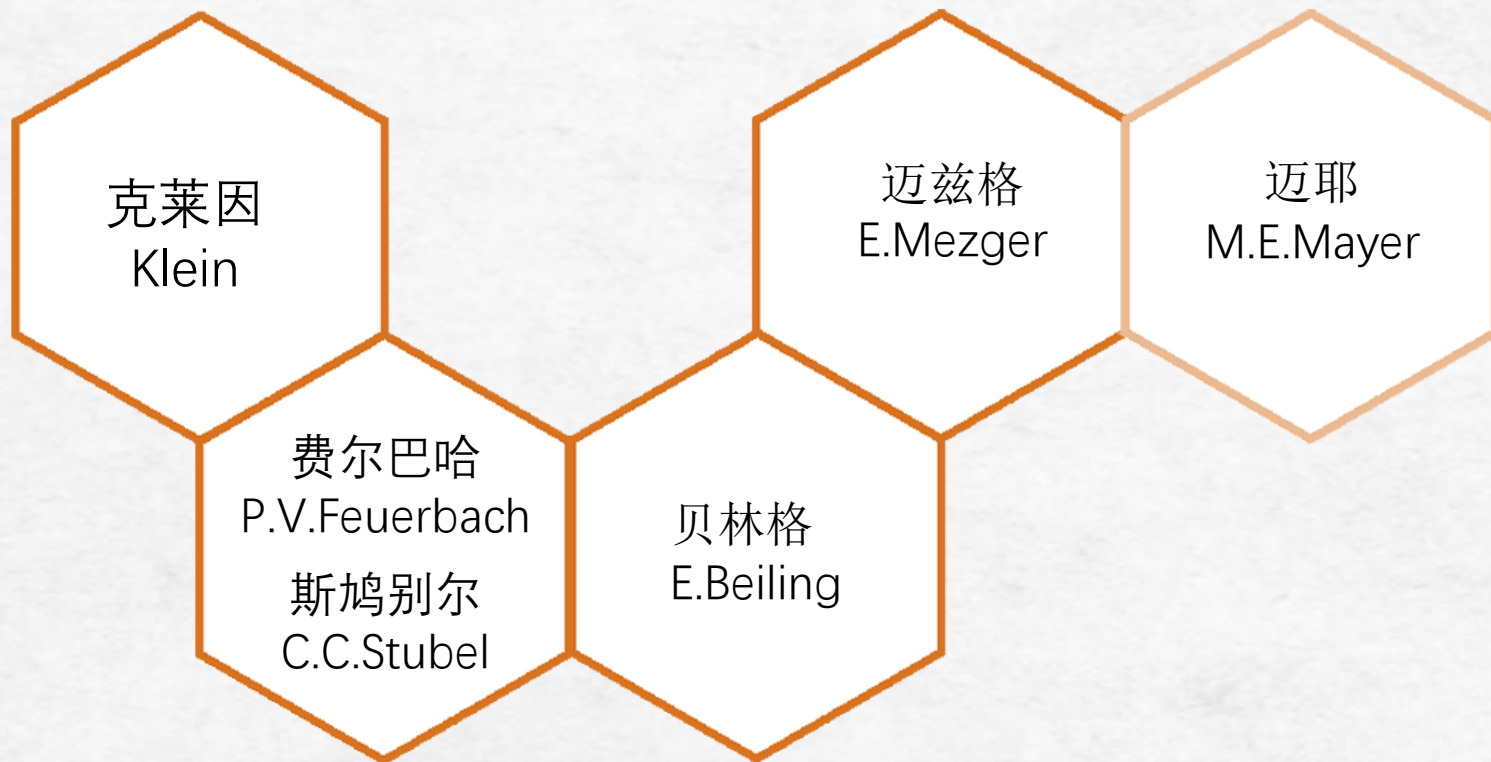 克莱因
Klein
费尔巴哈
P.V.Feuerbach
斯鸠别尔
C.C.Stubel
贝林格
E.Beiling
迈兹格
E.Mezger
迈耶
M.E.Mayer